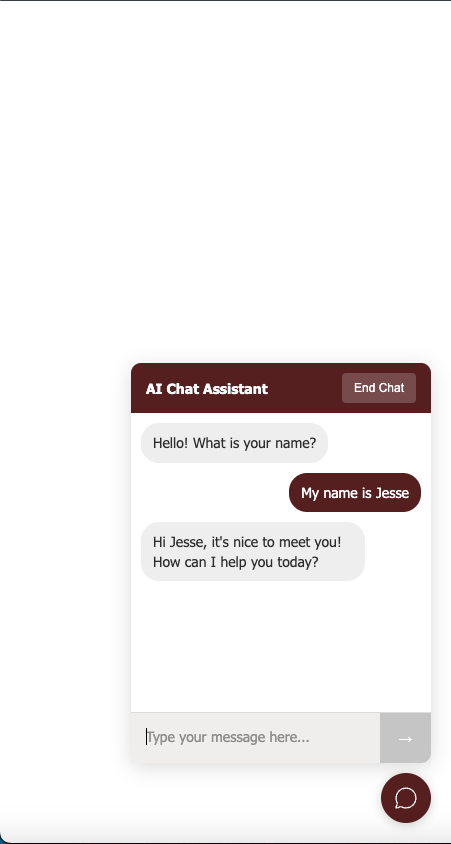 AI Chat Assistant
End Chat
Hello! What is your name?
My name is Jesse
Hi Jesse, it's nice to meet you!
How can I help you today?
Type your message here...
→